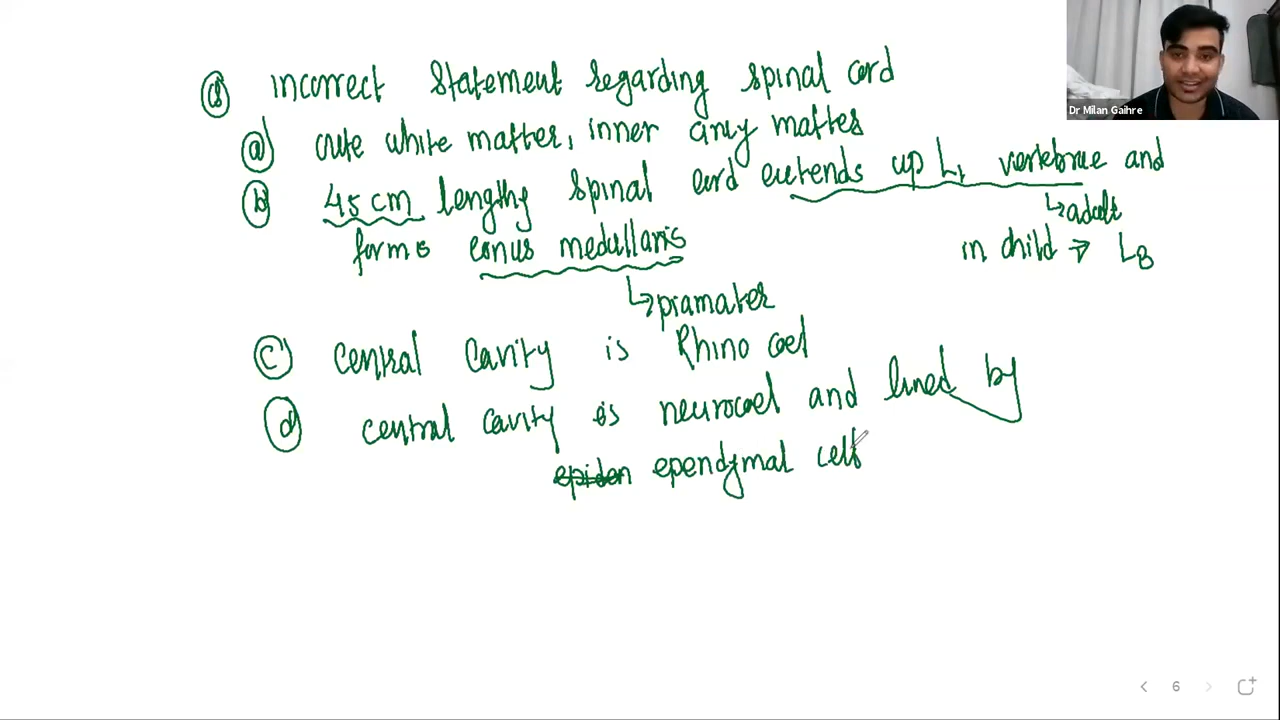 Q incorrect statement regarding spinal cord
a) oute white matter, inner grey matter
b) 45 cm lengthy spinal cord extends up L1 vertebrae and
↳ adult
forms conus medullaris
in child → L3
↳ piamater
c) central cavity is Rhino coel
d) central cavity is neurocoel and lined by
ependymal cells
Dr Milan Gaihre
6